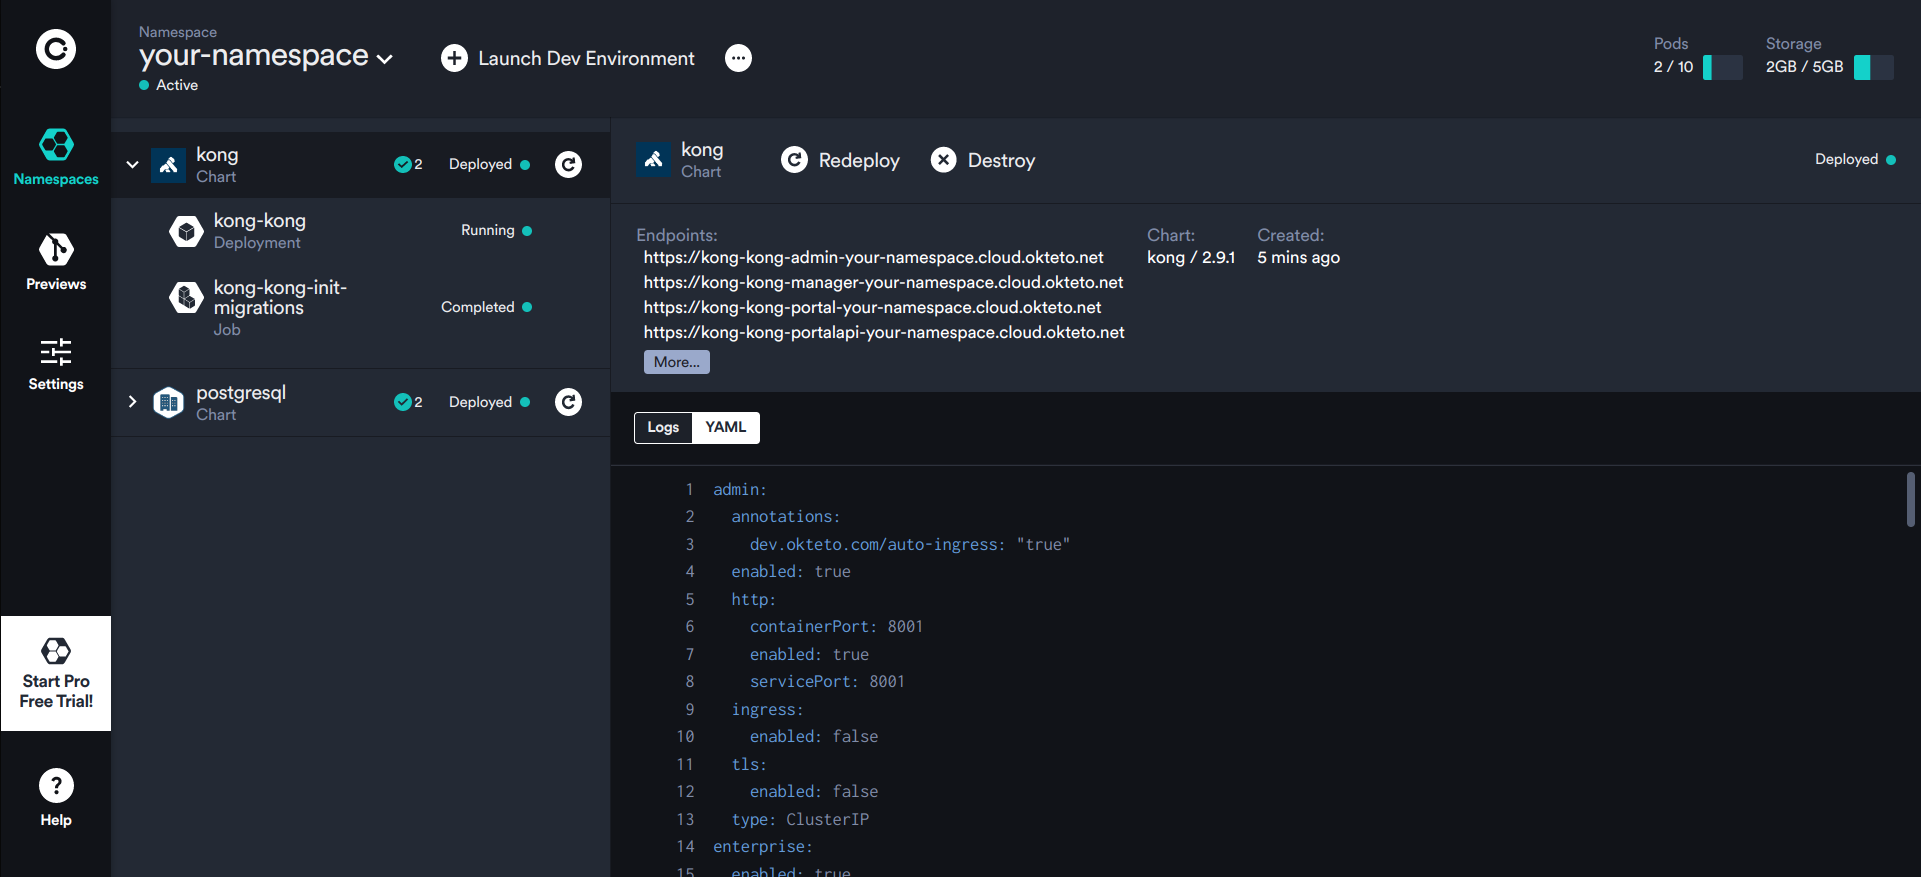 Namespace
your-namespace
Active
Launch Dev Environment
Pods
2 / 10
Storage
2GB / 5GB
Namespaces
Previews
Settings
Start Pro
Free Trial!
Help
kong
Chart
2
Deployed
kong-kong
Deployment
Running
kong-kong-init-
migrations
Job
Completed
postgresql
Chart
2
Deployed
kong
Chart
Redeploy
Destroy
Deployed
Endpoints:
https://kong-kong-admin-your-namespace.cloud.okteto.net
https://kong-kong-manager-your-namespace.cloud.okteto.net
https://kong-kong-portal-your-namespace.cloud.okteto.net
https://kong-kong-portalapi-your-namespace.cloud.okteto.net
More...
Chart:
kong / 2.9.1
Created:
5 mins ago
Logs
YAML
1 admin:
2 annotations:
3 dev.okteto.com/auto-ingress: "true"
4 enabled: true
5 http:
6 containerPort: 8001
7 enabled: true
8 servicePort: 8001
9 ingress:
10 enabled: false
11 tls:
12 enabled: false
13 type: ClusterIP
14 enterprise:
15 enabled: true